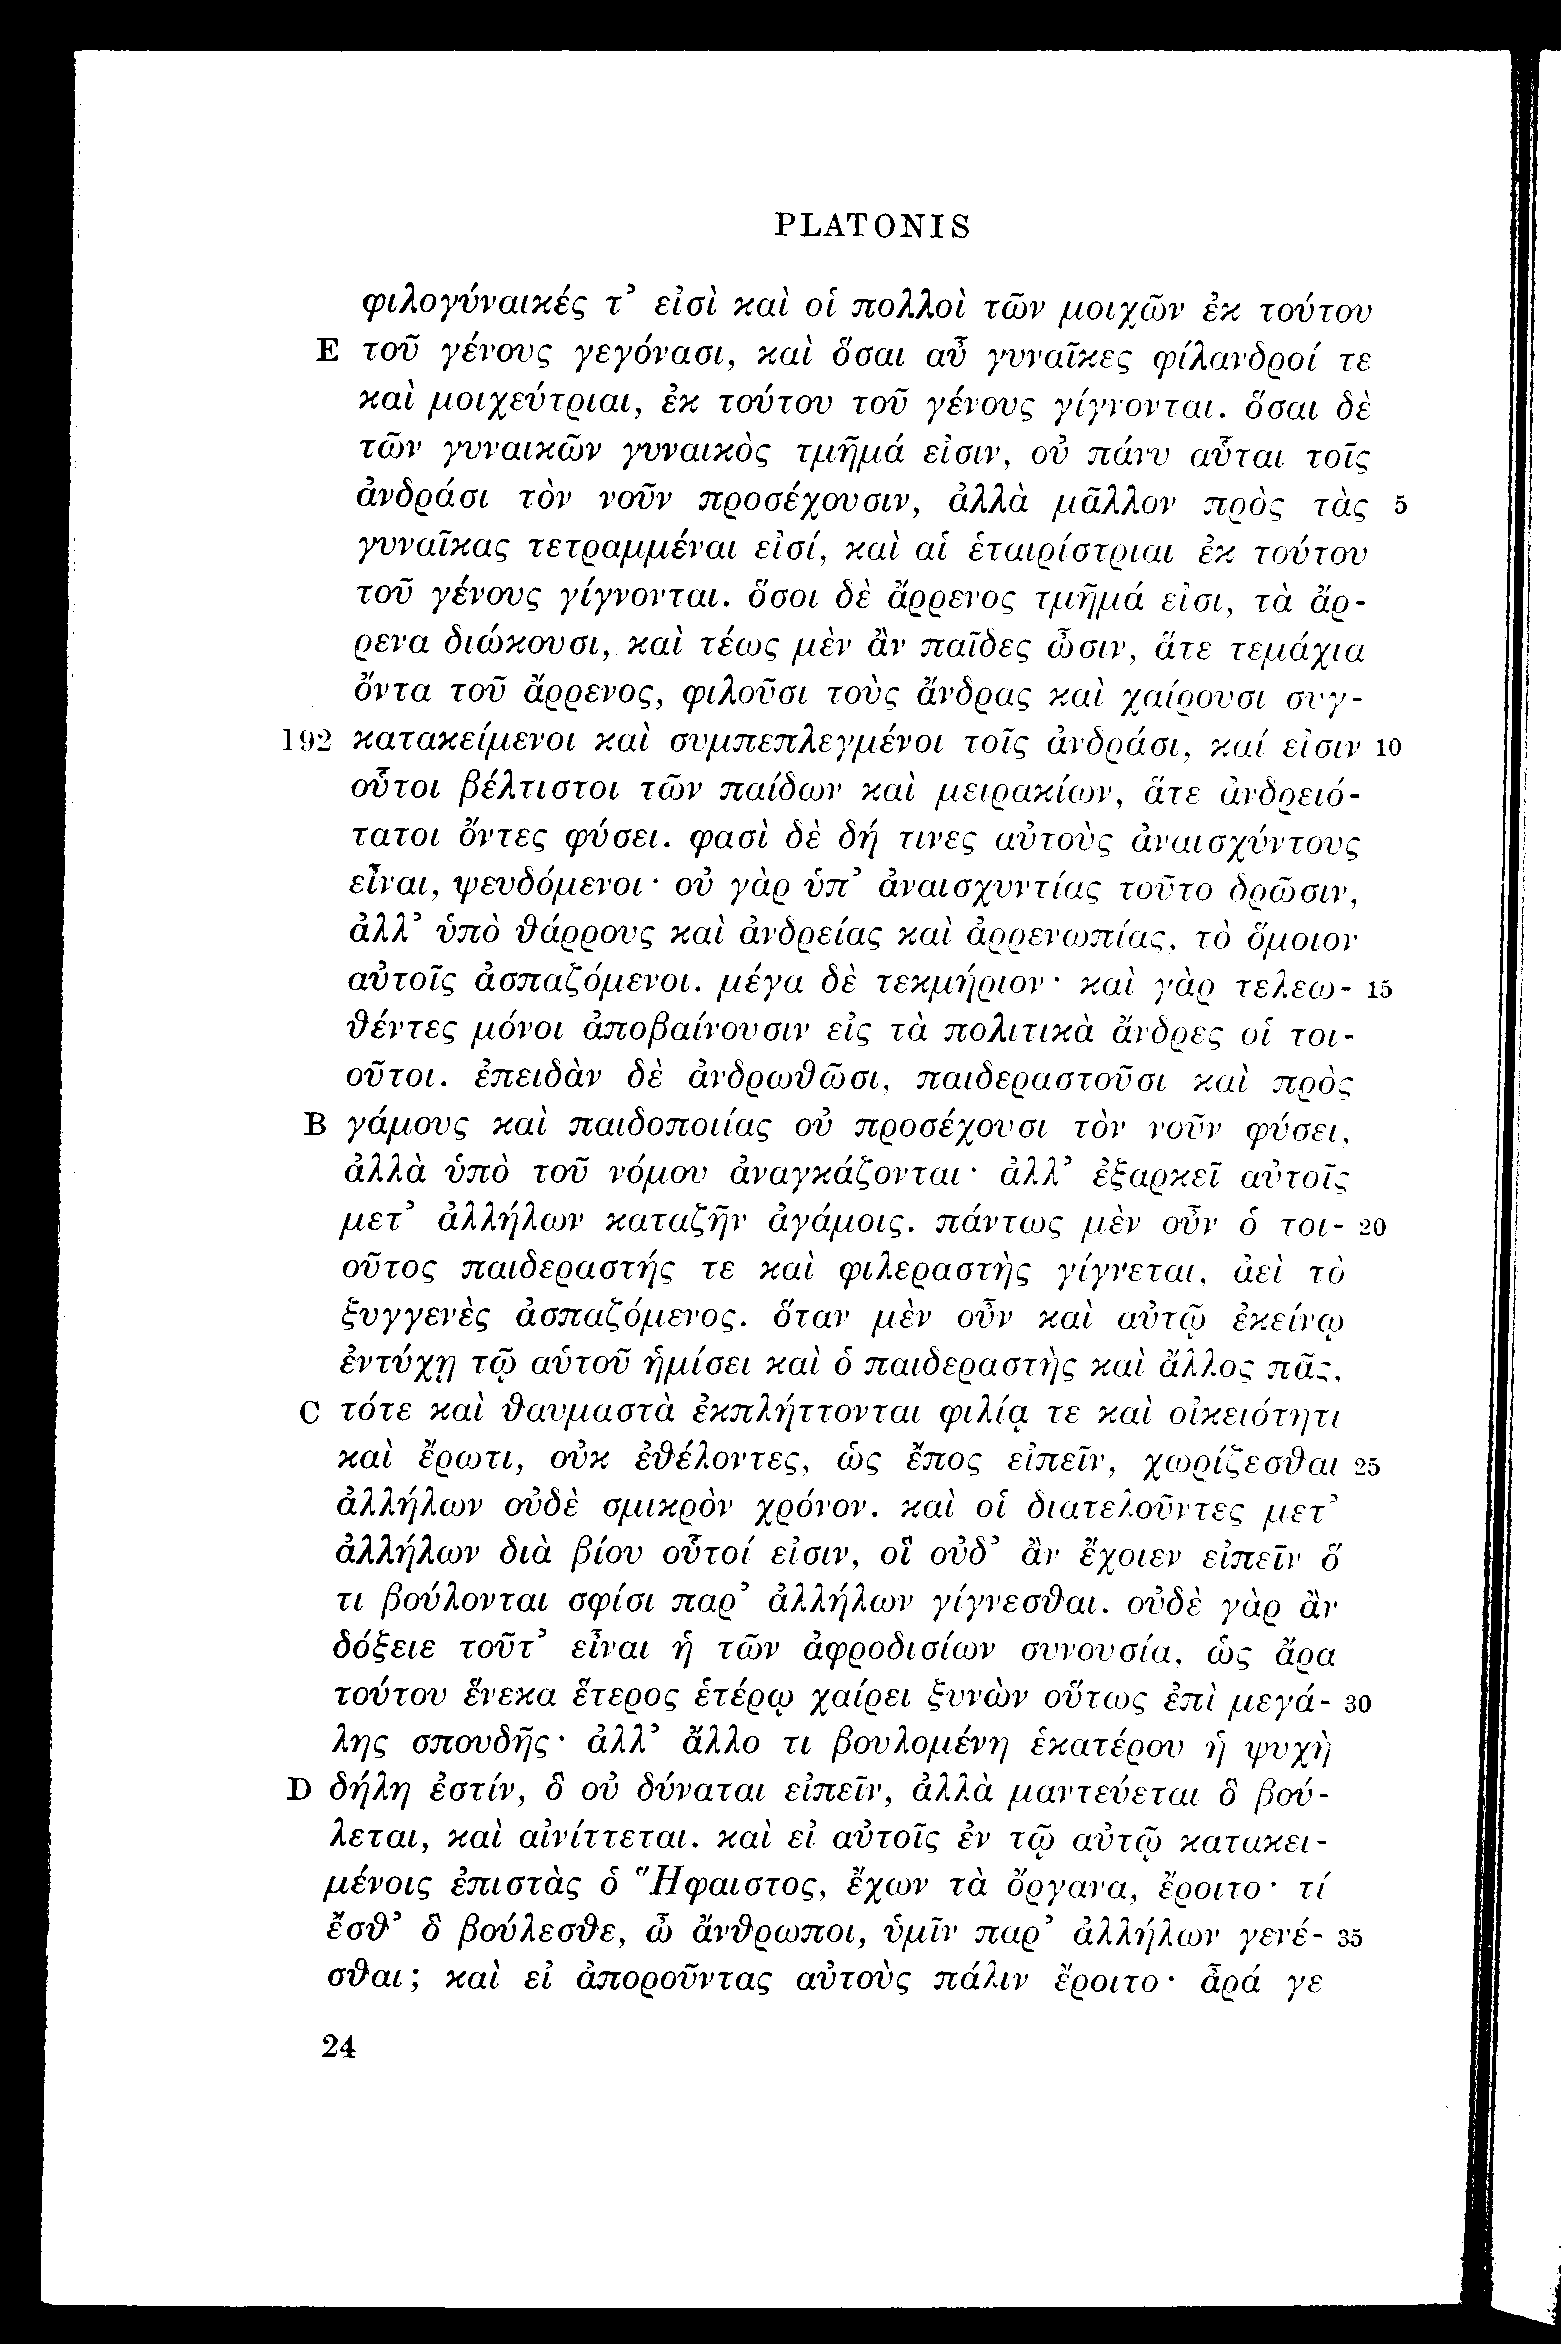 PLATONIS
φιλογύναικές τ’ εἰσὶ καὶ οἱ πολλοὶ τῶν μοιχῶν ἐκ τούτου
E τοῦ γένους γεγόνασι, καὶ ὅσαι αὖ γυναῖκες φίλανδροί τε
καὶ μοιχεύτριαι, ἐκ τούτου τοῦ γένους γίγνονται. ὅσαι δὲ
τῶν γυναικῶν γυναικὸς τμῆμά εἰσιν, οὐ πάνυ αὗται τοῖς
ἀνδράσι τὸν νοῦν προσέχουσιν, ἀλλὰ μᾶλλον πρὸς τὰς 5
γυναῖκας τετραμμέναι εἰσί, καὶ αἱ ἑταιρίστριαι ἐκ τούτου
τοῦ γένους γίγνονται. ὅσοι δὲ ἄρρενος τμῆμά εἰσι, τὰ ἄρ-
ρενα διώκουσι, καὶ τέως μὲν ἂν παῖδες ὦσιν, ἅτε τεμάχια
ὄντα τοῦ ἄρρενος, φιλοῦσι τοὺς ἄνδρας καὶ χαίρουσι συγ-
192 κατακείμενοι καὶ συμπεπλεγμένοι τοῖς ἀνδράσι, καί εἰσιν 10
οὗτοι βέλτιστοι τῶν παίδων καὶ μειρακίων, ἅτε ἀνδρειό-
τατοι ὄντες φύσει. φασὶ δὲ δή τινες αὐτοὺς ἀναισχύντους
εἶναι, ψευδόμενοι· οὐ γὰρ ὑπ’ ἀναισχυντίας τοῦτο δρῶσιν,
ἀλλ’ ὑπὸ θάρρους καὶ ἀνδρείας καὶ ἀρρενωπίας, τὸ ὅμοιον
αὐτοῖς ἀσπαζόμενοι. μέγα δὲ τεκμήριον· καὶ γὰρ τελεω- 15
θέντες μόνοι ἀποβαίνουσιν εἰς τὰ πολιτικὰ ἄνδρες οἱ τοι-
οῦτοι. ἐπειδὰν δὲ ἀνδρωθῶσι, παιδεραστοῦσι καὶ πρὸς
B γάμους καὶ παιδοποιίας οὐ προσέχουσι τὸν νοῦν φύσει,
ἀλλὰ ὑπὸ τοῦ νόμου ἀναγκάζονται· ἀλλ’ ἐξαρκεῖ αὐτοῖς
μετ’ ἀλλήλων καταζῆν ἀγάμοις. πάντως μὲν οὖν ὁ τοι- 20
οῦτος παιδεραστής τε καὶ φιλεραστὴς γίγνεται, ἀεὶ τὸ
ξυγγενὲς ἀσπαζόμενος. ὅταν μὲν οὖν καὶ αὐτῷ ἐκείνῳ
ἐντύχῃ τῷ αὑτοῦ ἡμίσει καὶ ὁ παιδεραστὴς καὶ ἄλλος πᾶς,
C τότε καὶ θαυμαστὰ ἐκπλήττονται φιλίᾳ τε καὶ οἰκειότητι
καὶ ἔρωτι, οὐκ ἐθέλοντες, ὡς ἔπος εἰπεῖν, χωρίζεσθαι 25
ἀλλήλων οὐδὲ σμικρὸν χρόνον. καὶ οἱ διατελοῦντες μετ’
ἀλλήλων διὰ βίου οὗτοί εἰσιν, οἳ οὐδ’ ἂν ἔχοιεν εἰπεῖν ὅ
τι βούλονται σφίσι παρ’ ἀλλήλων γίγνεσθαι. οὐδὲ γὰρ ἂν
δόξειε τοῦτ’ εἶναι ἡ τῶν ἀφροδισίων συνουσία, ὡς ἄρα
τούτου ἕνεκα ἕτερος ἑτέρῳ χαίρει ξυνὼν οὕτως ἐπὶ μεγά- 30
λης σπουδῆς· ἀλλ’ ἄλλο τι βουλομένη ἑκατέρου ἡ ψυχὴ
D δήλη ἐστίν, ὃ οὐ δύναται εἰπεῖν, ἀλλὰ μαντεύεται ὃ βού-
λεται, καὶ αἰνίττεται. καὶ εἰ αὐτοῖς ἐν τῷ αὐτῷ κατακει-
μένοις ἐπιστὰς ὁ Ἥφαιστος, ἔχων τὰ ὄργανα, ἔροιτο· τί
ἔσθ’ ὃ βούλεσθε, ὦ ἄνθρωποι, ὑμῖν παρ’ ἀλλήλων γενέ- 35
σθαι; καὶ εἰ ἀποροῦντας αὐτοὺς πάλιν ἔροιτο· ἆρά γε
24